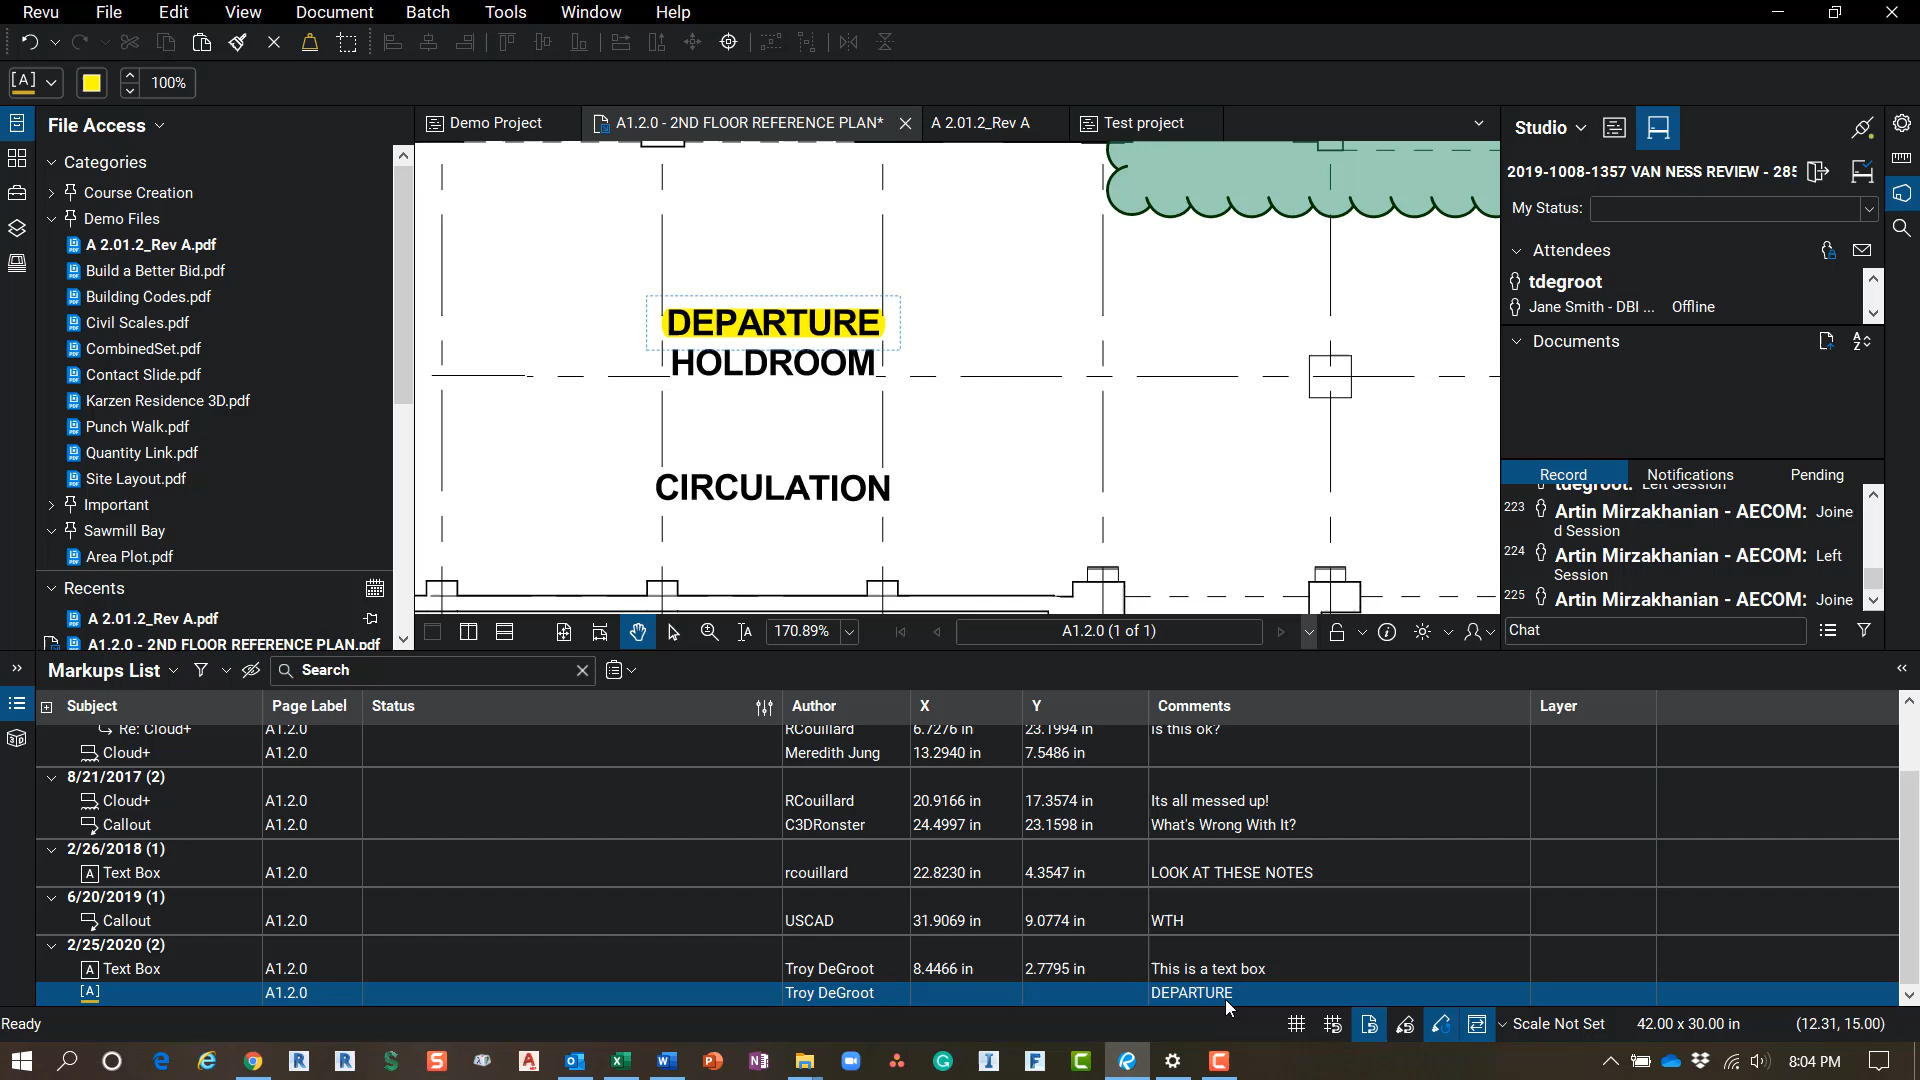 Revu File Edit View Document Batch Tools Window Help
[A] 100%
File Access
Categories
Course Creation
Demo Files
A 2.01.2_Rev A.pdf
Build a Better Bid.pdf
Building Codes.pdf
Civil Scales.pdf
CombinedSet.pdf
Contact Slide.pdf
Karzen Residence 3D.pdf
Punch Walk.pdf
Quantity Link.pdf
Site Layout.pdf
Important
Sawmill Bay
Area Plot.pdf
Recents
A 2.01.2_Rev A.pdf
A1.2.0 - 2ND FLOOR REFERENCE PLAN.pdf
Demo Project A1.2.0 - 2ND FLOOR REFERENCE PLAN* A 2.01.2_Rev A Test project
DEPARTURE
HOLDROOM
CIRCULATION
170.89% A1.2.0 (1 of 1)
Studio
2019-1008-1357 VAN NESS REVIEW - 285
My Status:
Attendees
tdegroot
Jane Smith - DBI ... Offline
Documents
Record Notifications Pending
tdegroot: Left Session
223 Artin Mirzakhanian - AECOM: Joine
d Session
224 Artin Mirzakhanian - AECOM: Left
Session
225 Artin Mirzakhanian - AECOM: Joine
Chat
Markups List Search
Subject Page Label Status Author X Y Comments Layer
Re: Cloud+ A1.2.0 RCouillard 6.7276 in 23.1994 in Is this ok?
Cloud+ A1.2.0 Meredith Jung 13.2940 in 7.5486 in
8/21/2017 (2)
Cloud+ A1.2.0 RCouillard 20.9166 in 17.3574 in Its all messed up!
Callout A1.2.0 C3DRonster 24.4997 in 23.1598 in What's Wrong With It?
2/26/2018 (1)
A Text Box A1.2.0 rcouillard 22.8230 in 4.3547 in LOOK AT THESE NOTES
6/20/2019 (1)
Callout A1.2.0 USCAD 31.9069 in 9.0774 in WTH
2/25/2020 (2)
A Text Box A1.2.0 Troy DeGroot 8.4466 in 2.7795 in This is a text box
[A] A1.2.0 Troy DeGroot DEPARTURE
Ready Scale Not Set 42.00 x 30.00 in (12.31, 15.00)
8:04 PM